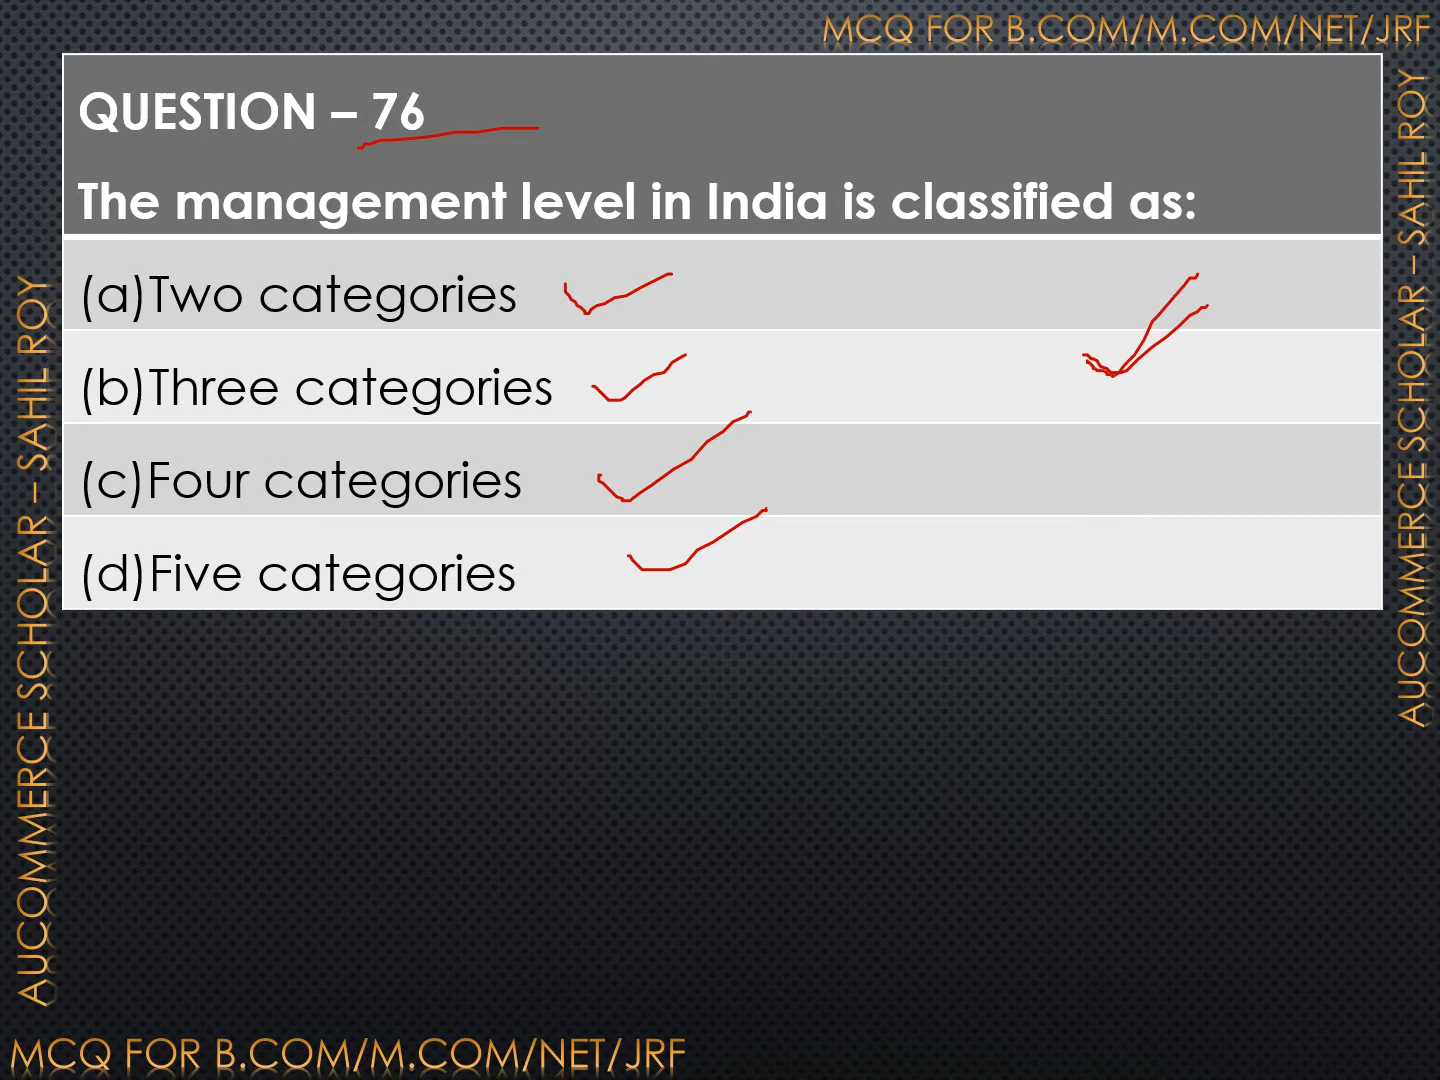 MCQ FOR B.COM/M.COM/NET/JRF
QUESTION – 76
The management level in India is classified as:
(a)Two categories
(b)Three categories
(c)Four categories
(d)Five categories
AUCOMMERCE SCHOLAR – SAHIL ROY
AUCOMMERCE SCHOLAR – SAHIL ROY
MCQ FOR B.COM/M.COM/NET/JRF